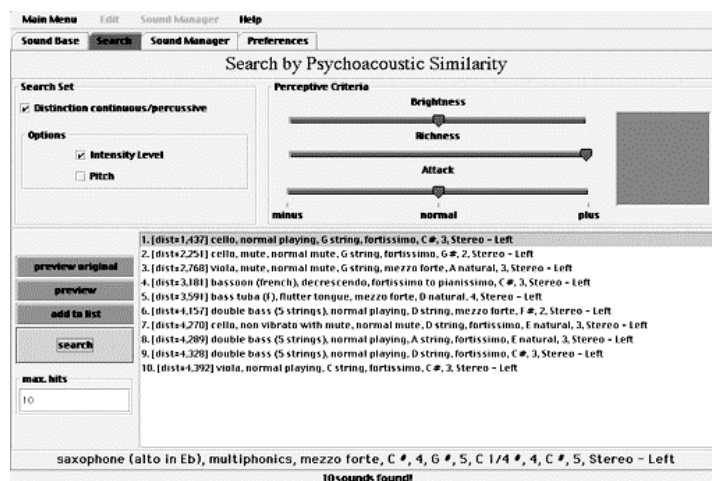 Main Menu Edit Sound Manager Help
Sound Base Search Sound Manager Preferences
Search by Psychoacoustic Similarity
Search Set
Distinction continuous/percussive
Options
Intensity Level
Pitch
Perceptive Criteria
Brightness
Richness
Attack
minus normal plus
preview original
preview
add to list
search
max. hits
10
1. [dist=1,437] cello, normal playing, G string, fortissimo, C #, 3, Stereo - Left
2. [dist=2,251] cello, mute, normal mute, G string, fortissimo, G #, 2, Stereo - Left
3. [dist=2,768] viola, mute, normal mute, G string, mezzo forte, A natural, 3, Stereo - Left
4. [dist=3,181] bassoon (french), decrescendo, fortissimo to pianissimo, C #, 3, Stereo - Left
5. [dist=3,591] bass tuba (F), flutter tongue, mezzo forte, D natural, 4, Stereo - Left
6. [dist=4,157] double bass (5 strings), normal playing, D string, mezzo forte, F #, 2, Stereo - Left
7. [dist=4,270] cello, non vibrato with mute, normal mute, D string, fortissimo, E natural, 3, Stereo - Left
8. [dist=4,289] double bass (5 strings), normal playing, A string, fortissimo, E natural, 3, Stereo - Left
9. [dist=4,328] double bass (5 strings), normal playing, D string, fortissimo, C #, 3, Stereo - Left
10. [dist=4,392] viola, normal playing, C string, fortissimo, C #, 3, Stereo - Left
saxophone (alto in Eb), multiphonics, mezzo forte, C #, 4, G #, 5, C 1/4 #, 4, C #, 5, Stereo - Left
10 sounds found!